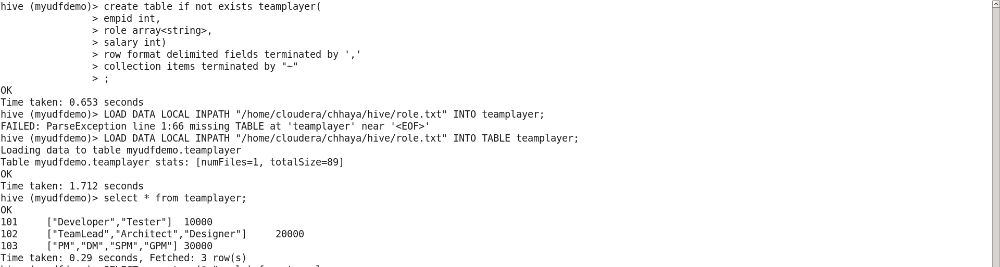 hive (myudfdemo)> create table if not exists teamplayer(
                > empid int,
                > role array<string>,
                > salary int)
                > row format delimited fields terminated by ','
                > collection items terminated by "~"
                > ;
OK
Time taken: 0.653 seconds
hive (myudfdemo)> LOAD DATA LOCAL INPATH "/home/cloudera/chhaya/hive/role.txt" INTO teamplayer;
FAILED: ParseException line 1:66 missing TABLE at 'teamplayer' near '<EOF>'
hive (myudfdemo)> LOAD DATA LOCAL INPATH "/home/cloudera/chhaya/hive/role.txt" INTO TABLE teamplayer;
Loading data to table myudfdemo.teamplayer
Table myudfdemo.teamplayer stats: [numFiles=1, totalSize=89]
OK
Time taken: 1.712 seconds
hive (myudfdemo)> select * from teamplayer;
OK
101     ["Developer","Tester"]  10000
102     ["TeamLead","Architect","Designer"]     20000
103     ["PM","DM","SPM","GPM"] 30000
Time taken: 0.29 seconds, Fetched: 3 row(s)
hive (myudfdemo)> SELECT